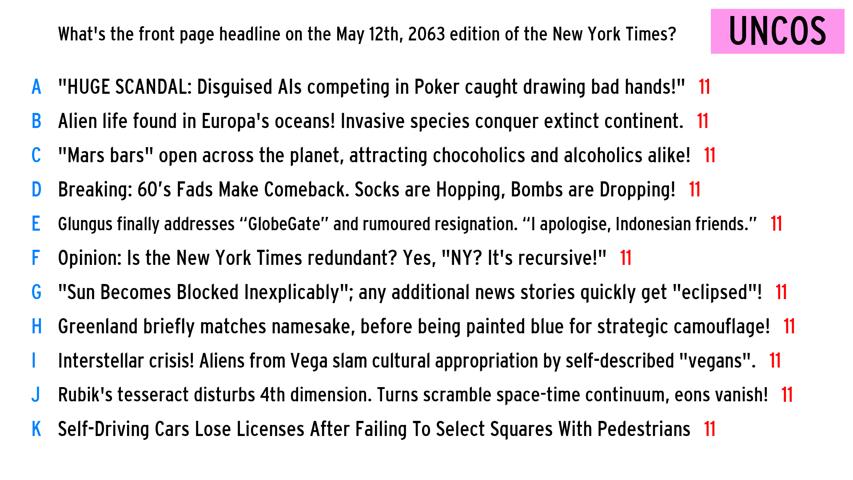 What's the front page headline on the May 12th, 2063 edition of the New York Times?
UNCOS
A "HUGE SCANDAL: Disguised AIs competing in Poker caught drawing bad hands!" 11
B Alien life found in Europa's oceans! Invasive species conquer extinct continent. 11
C "Mars bars" open across the planet, attracting chocoholics and alcoholics alike! 11
D Breaking: 60’s Fads Make Comeback. Socks are Hopping, Bombs are Dropping! 11
E Glungus finally addresses “GlobeGate” and rumoured resignation. “I apologise, Indonesian friends.” 11
F Opinion: Is the New York Times redundant? Yes, "NY? It's recursive!" 11
G "Sun Becomes Blocked Inexplicably"; any additional news stories quickly get "eclipsed"! 11
H Greenland briefly matches namesake, before being painted blue for strategic camouflage! 11
I Interstellar crisis! Aliens from Vega slam cultural appropriation by self-described "vegans". 11
J Rubik's tesseract disturbs 4th dimension. Turns scramble space-time continuum, eons vanish! 11
K Self-Driving Cars Lose Licenses After Failing To Select Squares With Pedestrians 11